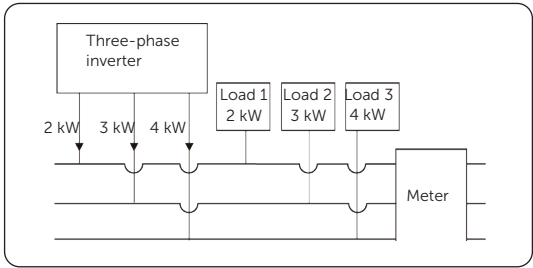 Three-phase
inverter
2 kW
3 kW
4 kW
Load 1
2 kW
Load 2
3 kW
Load 3
4 kW
Meter